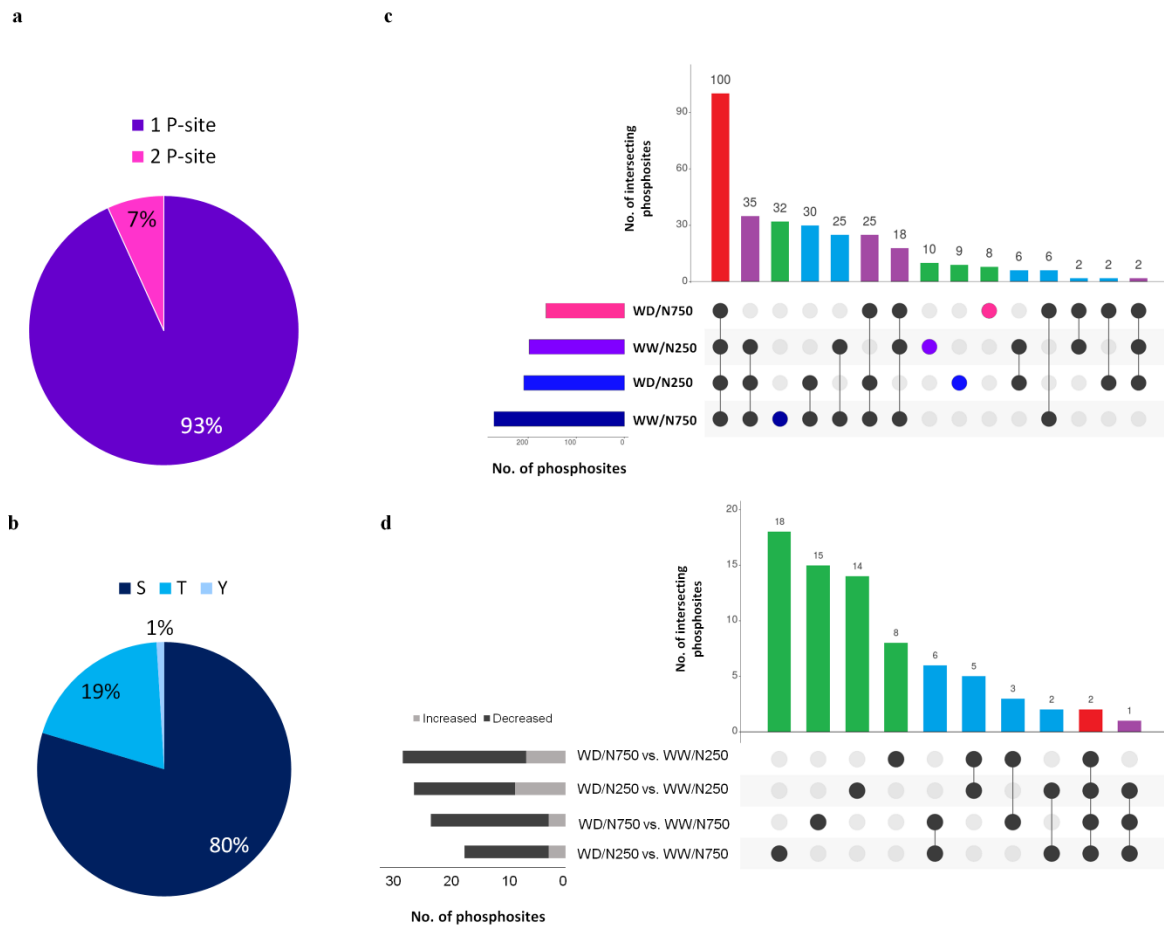 a
1 P-site
2 P-site
7%
93%
b
S T Y
1%
19%
80%
c
No. of intersecting
phosphosites
90
60
30
0
100 35 32 30 25 25 18 10 9 8 6 6 2 2 2
WD/N750
WW/N250
WD/N250
WW/N750
200 100 0
No. of phosphosites
d
No. of intersecting
phosphosites
20
15
10
5
0
18 15 14 8 6 5 3 2 2 1
Increased Decreased
WD/N750 vs. WW/N250
WD/N250 vs. WW/N250
WD/N750 vs. WW/N750
WD/N250 vs. WW/N750
30 20 10 0
No. of phosphosites